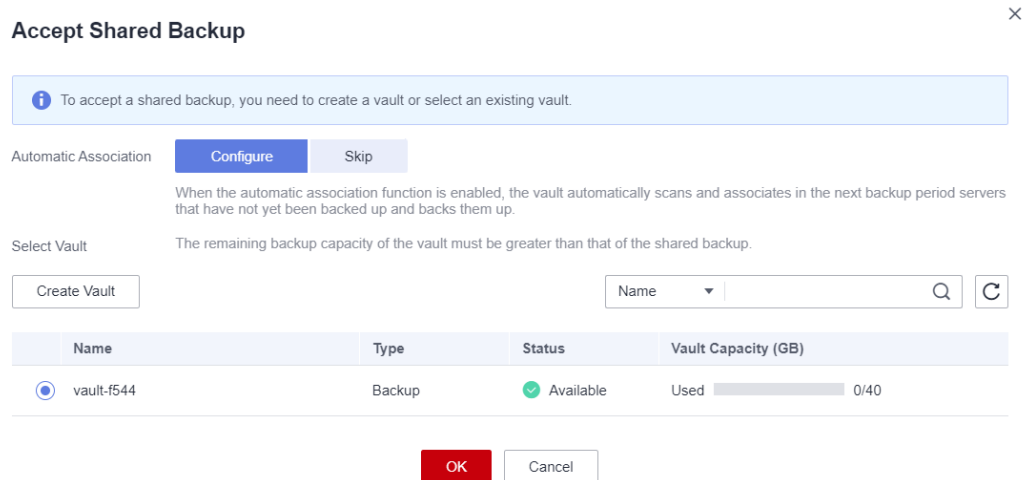 Accept Shared Backup
To accept a shared backup, you need to create a vault or select an existing vault.
Automatic Association Configure Skip
When the automatic association function is enabled, the vault automatically scans and associates in the next backup period servers
that have not yet been backed up and backs them up.
Select Vault The remaining backup capacity of the vault must be greater than that of the shared backup.
Create Vault Name
Name Type Status Vault Capacity (GB)
vault-f544 Backup Available Used 0/40
OK Cancel